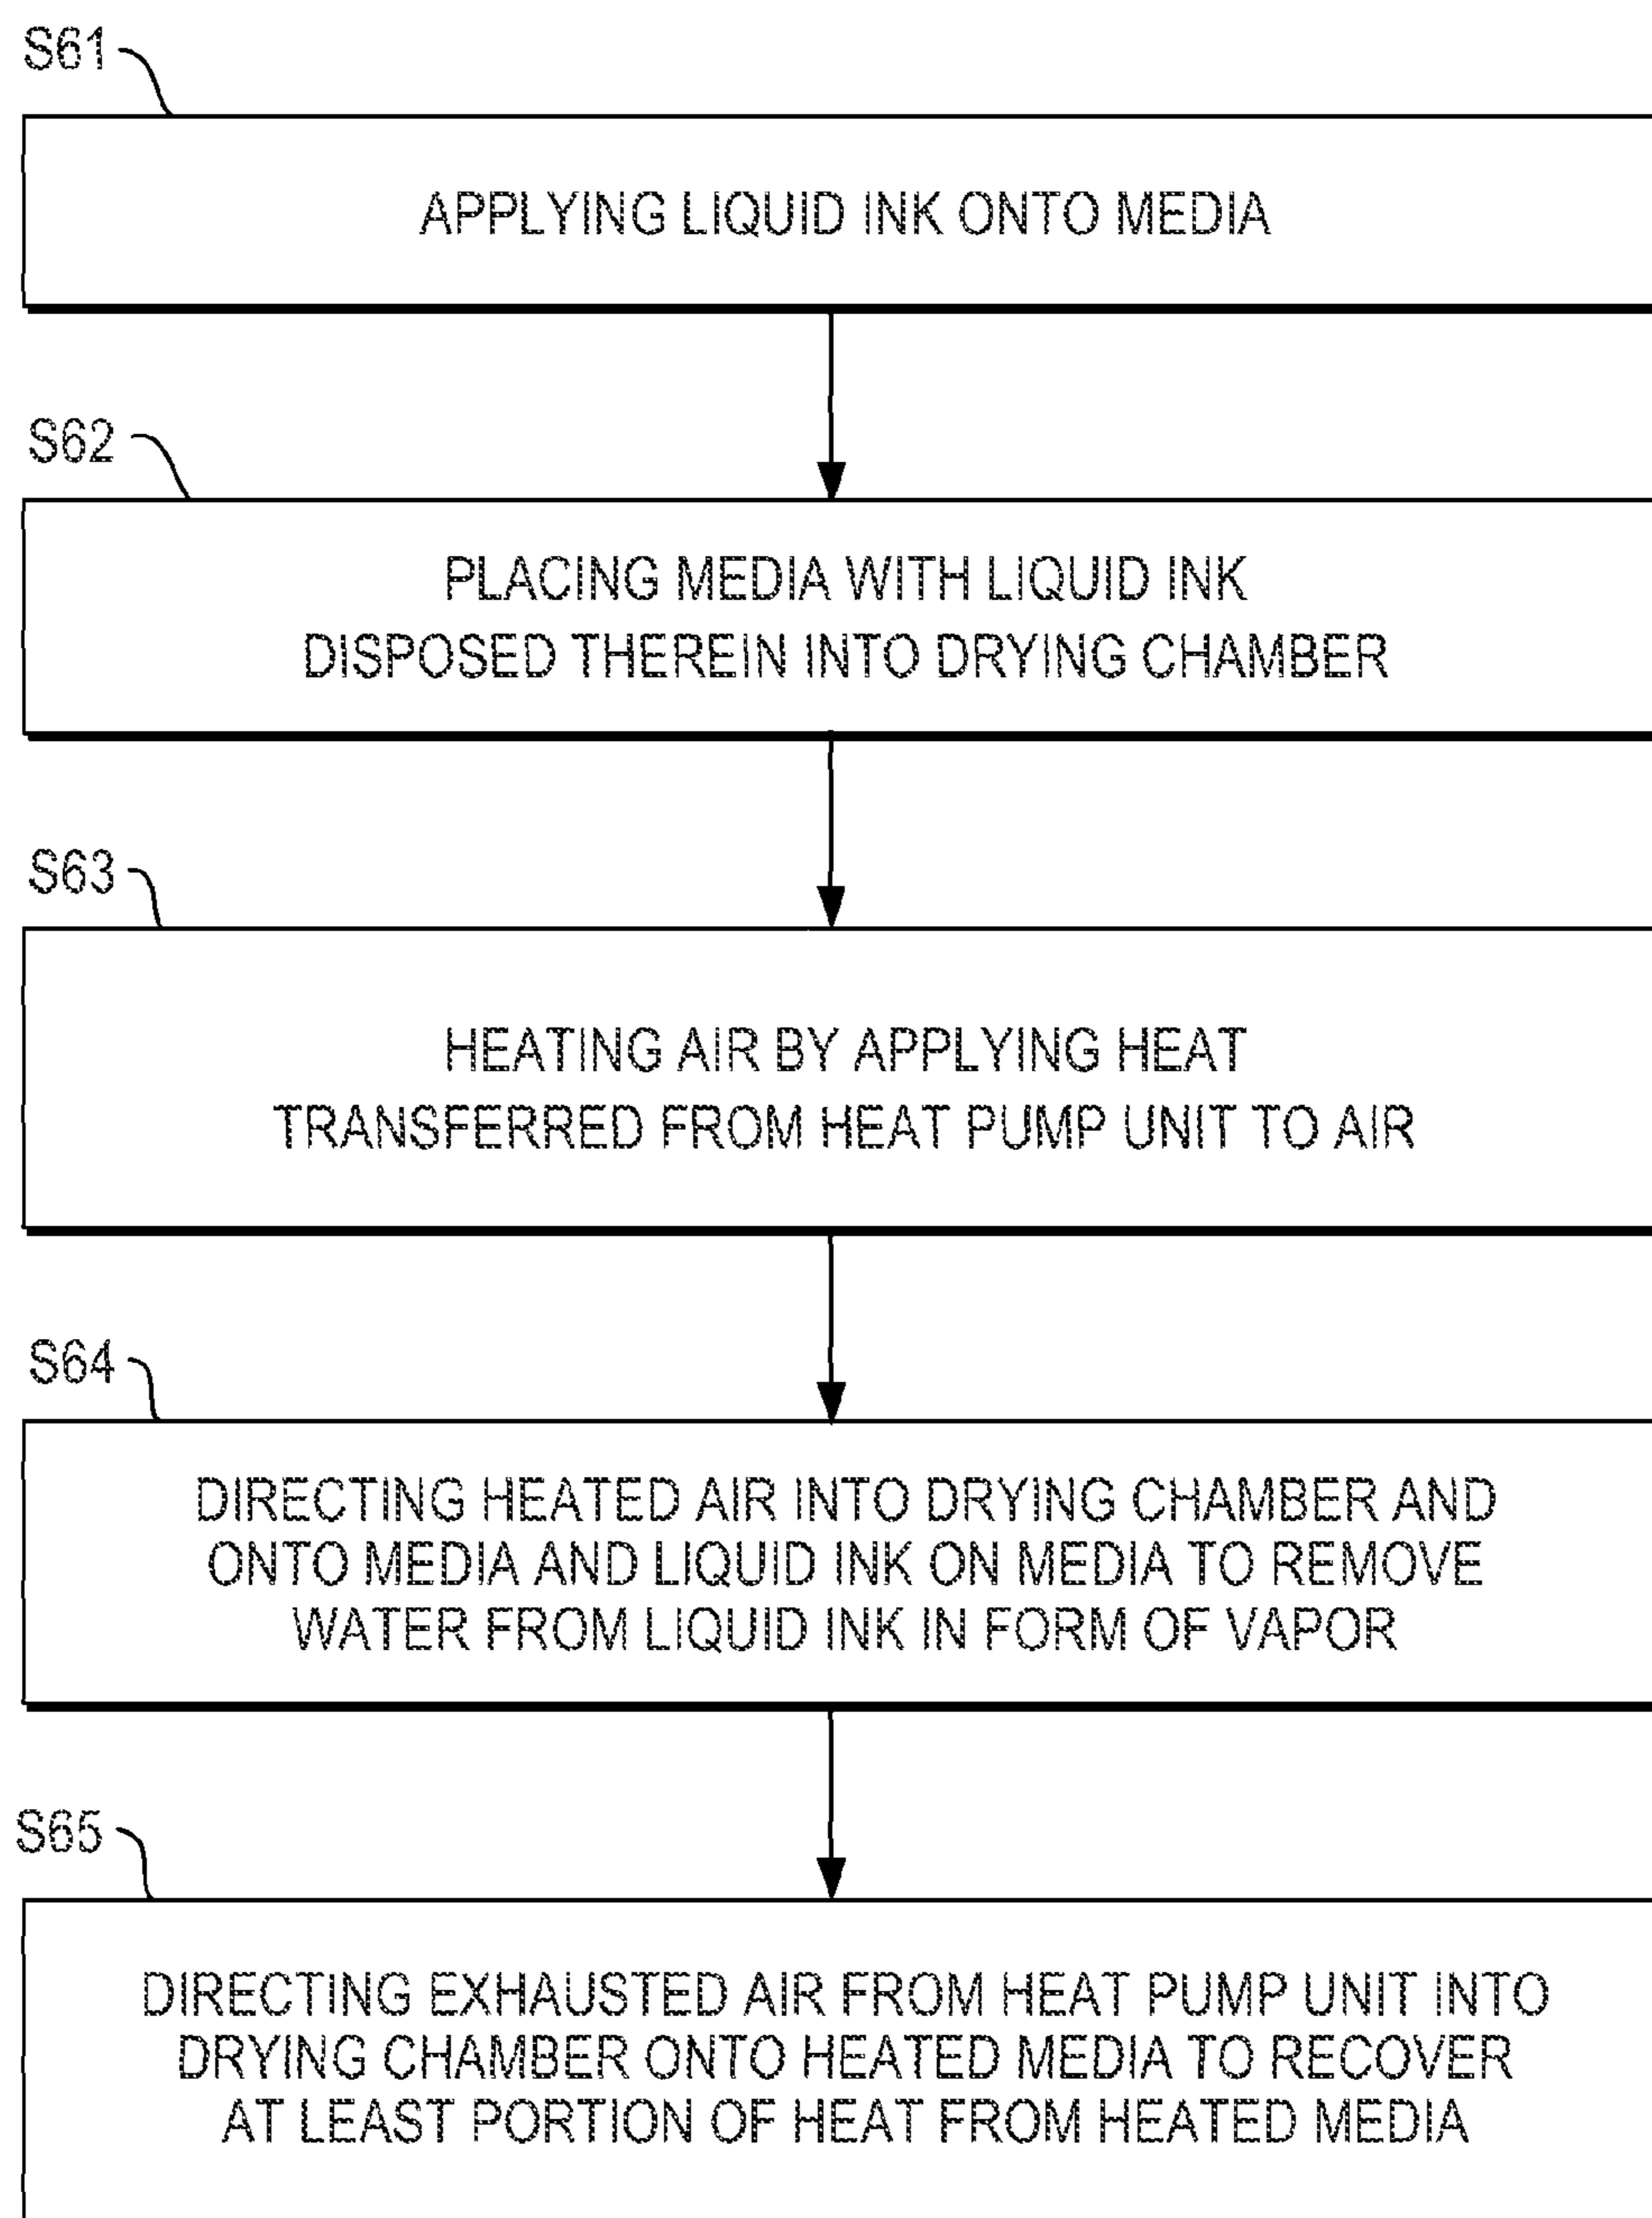 S61
APPLYING LIQUID INK ONTO MEDIA
S62
PLACING MEDIA WITH LIQUID INK
DISPOSED THEREIN INTO DRYING CHAMBER
S63
HEATING AIR BY APPLYING HEAT
TRANSFERRED FROM HEAT PUMP UNIT TO AIR
S64
DIRECTING HEATED AIR INTO DRYING CHAMBER AND
ONTO MEDIA AND LIQUID INK ON MEDIA TO REMOVE
WATER FROM LIQUID INK IN FORM OF VAPOR
S65
DIRECTING EXHAUSTED AIR FROM HEAT PUMP UNIT INTO
DRYING CHAMBER ONTO HEATED MEDIA TO RECOVER
AT LEAST PORTION OF HEAT FROM HEATED MEDIA